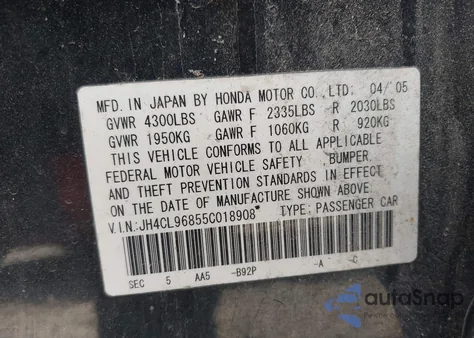 MFD. IN JAPAN BY HONDA MOTOR CO.,LTD: 04/05
GVWR 4300LBS GAWR F 2335LBS R 2030LBS
GVWR 1950KG GAWR F 1060KG R 920KG
THIS VEHICLE CONFORMS TO ALL APPLICABLE
FEDERAL MOTOR VEHICLE SAFETY ,BUMPER,
AND THEFT PREVENTION STANDARDS IN EFFECT
ON THE DATE OF MANUFACTURE SHOWN ABOVE.
V.I.N:JH4CL96855C018908* TYPE: PASSENGER CAR
SEC 5 AA5 -B92P -A -C
autoSnap